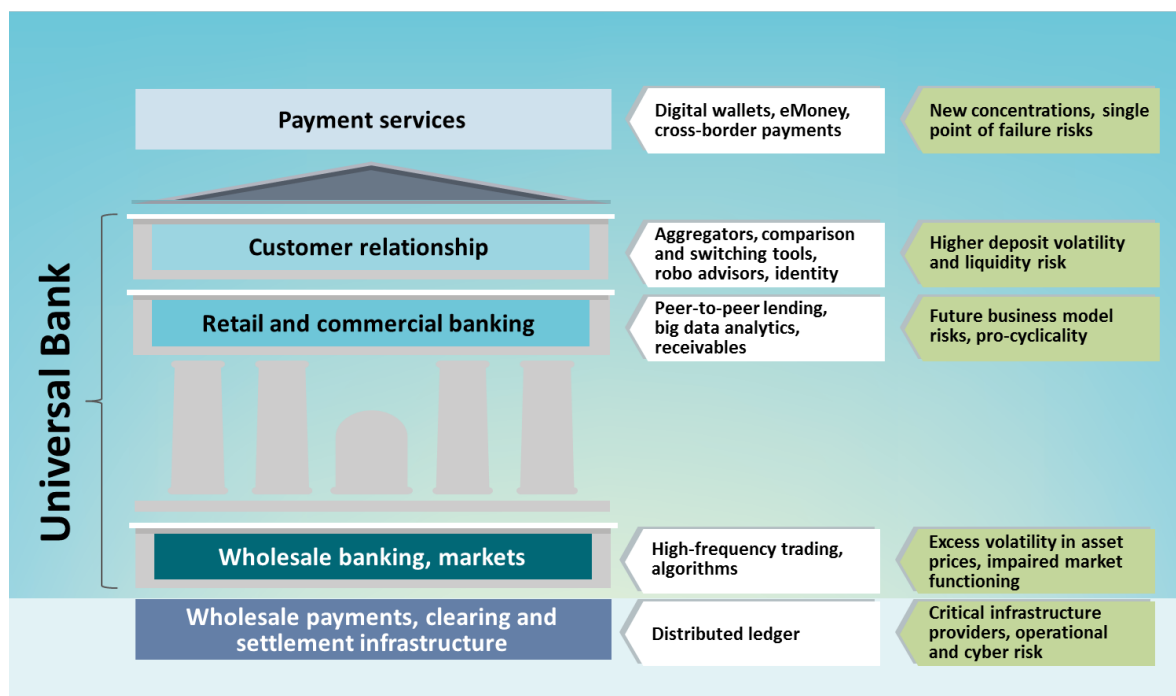 Universal Bank
Payment services
Digital wallets, eMoney,
cross-border payments
New concentrations, single
point of failure risks
Customer relationship
Aggregators, comparison
and switching tools,
robo advisors, identity
Higher deposit volatility
and liquidity risk
Retail and commercial banking
Peer-to-peer lending,
big data analytics,
receivables
Future business model
risks, pro-cyclicality
Wholesale banking, markets
High-frequency trading,
algorithms
Excess volatility in asset
prices, impaired market
functioning
Wholesale payments, clearing and
settlement infrastructure
Distributed ledger
Critical infrastructure
providers, operational
and cyber risk